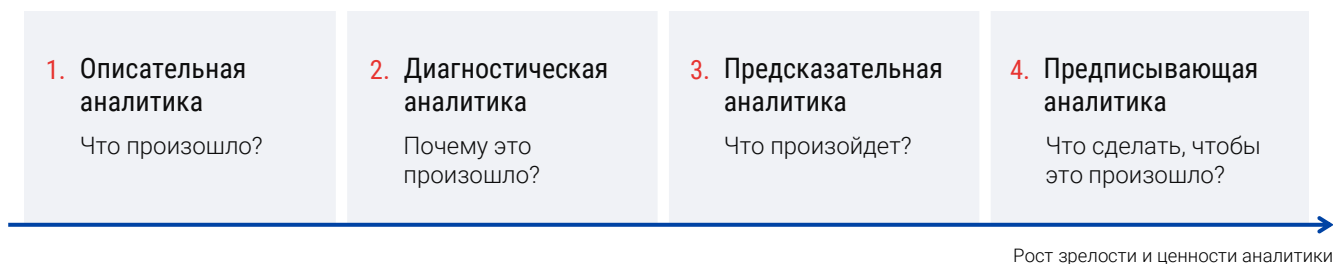 1. Описательная
аналитика
Что произошло?
2. Диагностическая
аналитика
Почему это
произошло?
3. Предсказательная
аналитика
Что произойдет?
4. Предписывающая
аналитика
Что сделать, чтобы
это произошло?
Рост зрелости и ценности аналитики